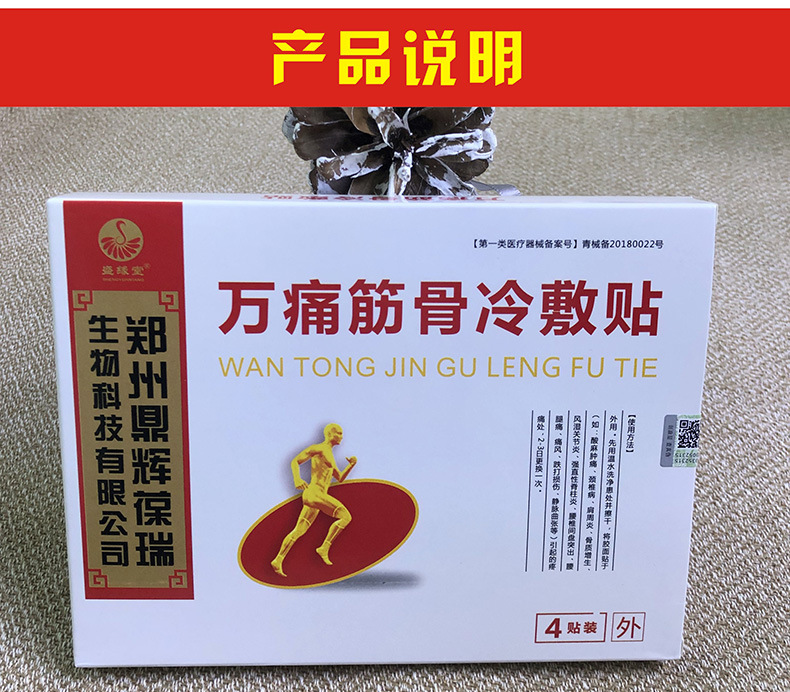 产品说明
盛缘堂®
郑州鼎辉葆瑞
生物科技有限公司
【第一类医疗器械备案号】青械备20180022号
万痛筋骨冷敷贴
WAN TONG JIN GU LENG FU TIE
【使用方法】
外用。先用温水洗净患处并擦干，将胶面贴于
（如：酸麻肿痛、颈椎病、肩周炎、骨质增生、
风湿关节炎、强直性脊柱炎、腰椎间盘突出、腰
腿痛、痛风、跌打损伤、静脉曲张等）引起的疼
痛处，2-3日更换一次。
4贴装
外